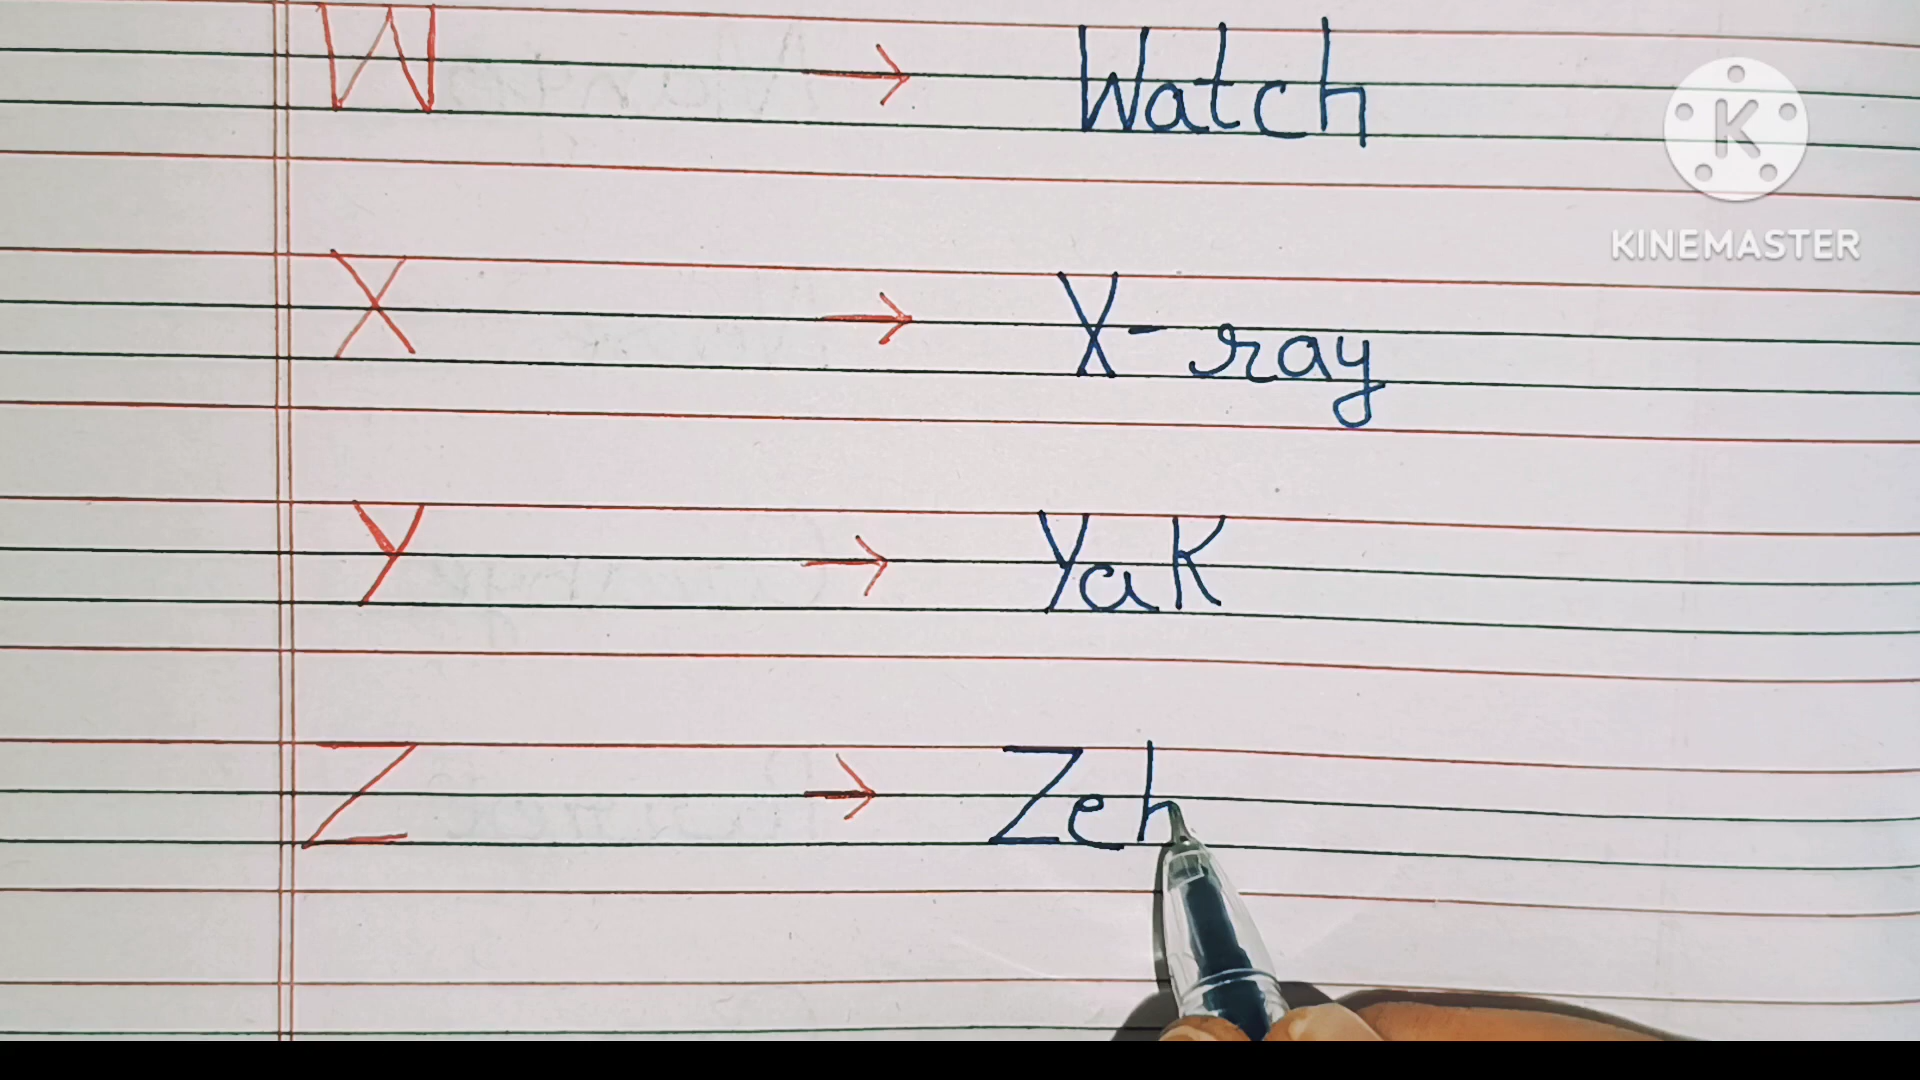 W → Watch
KINEMASTER
X → X-ray
Y → Yak
Z → Zeh